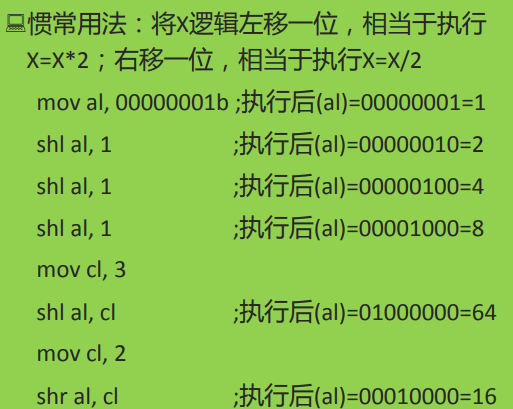 惯常用法：将X逻辑左移一位，相当于执行
X=X*2；右移一位，相当于执行X=X/2
mov al, 00000001b ;执行后(al)=00000001=1
shl al, 1 ;执行后(al)=00000010=2
shl al, 1 ;执行后(al)=00000100=4
shl al, 1 ;执行后(al)=00001000=8
mov cl, 3
shl al, cl ;执行后(al)=01000000=64
mov cl, 2
shr al, cl ;执行后(al)=00010000=16